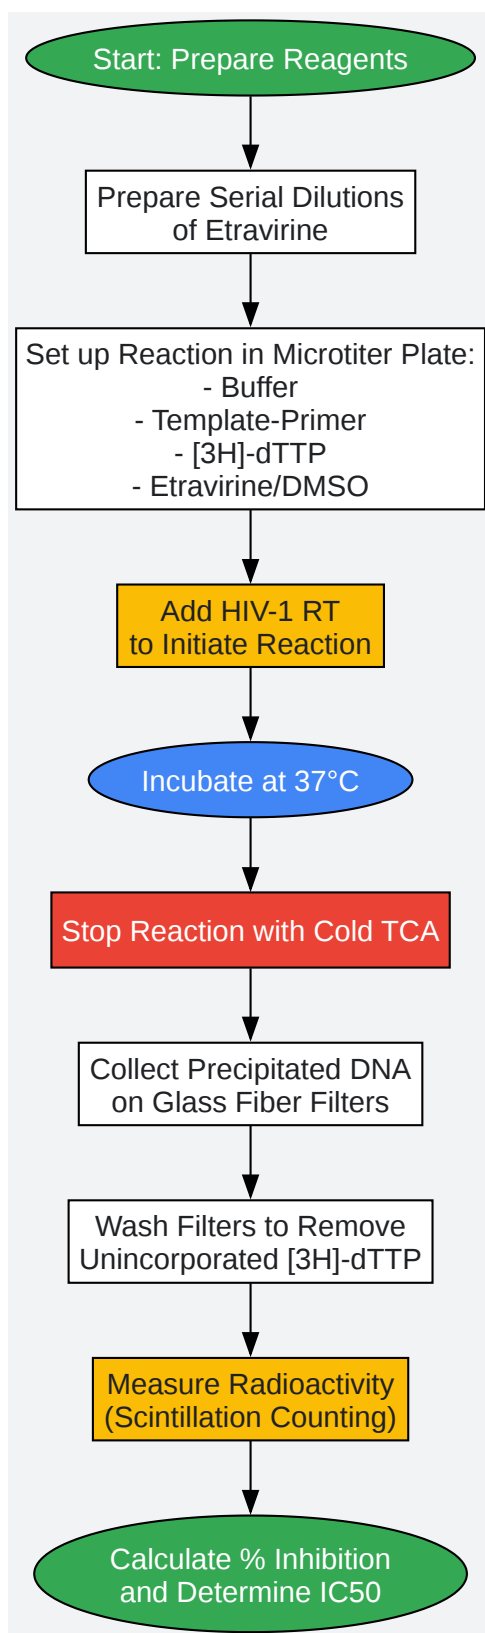 Start: Prepare Reagents
Prepare Serial Dilutions
of Etravirine
Set up Reaction in Microtiter Plate:
- Buffer
- Template-Primer
- [3H]-dTTP
- Etravirine/DMSO
Add HIV-1 RT
to Initiate Reaction
Incubate at 37°C
Stop Reaction with Cold TCA
Collect Precipitated DNA
on Glass Fiber Filters
Wash Filters to Remove
Unincorporated [3H]-dTTP
Measure Radioactivity
(Scintillation Counting)
Calculate % Inhibition
and Determine IC50